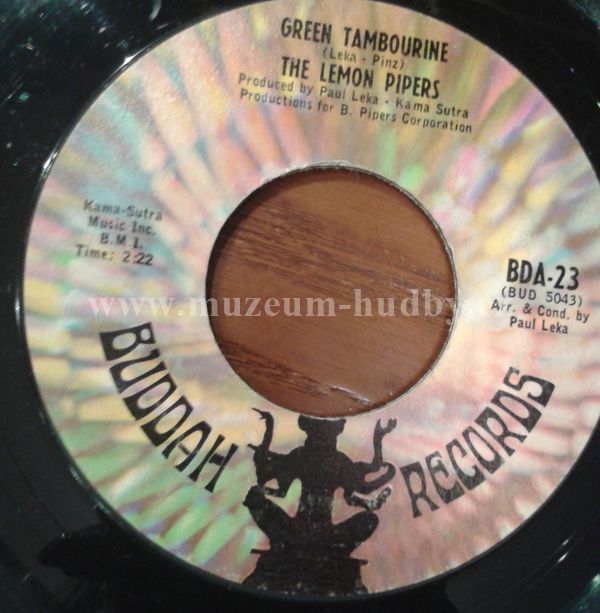 GREEN TAMBOURINE
(Leka - Pinz)
THE LEMON PIPERS
Produced by Paul Leka - Kama Sutra
Productions for B. Pipers Corporation
Kama-Sutra
Music Inc.
B.M.I.
Time: 2:22
BDA-23
(BUD 5043)
Arr. & Cond. by
Paul Leka
www.muzeum-hudby.
BUDDAH RECORDS